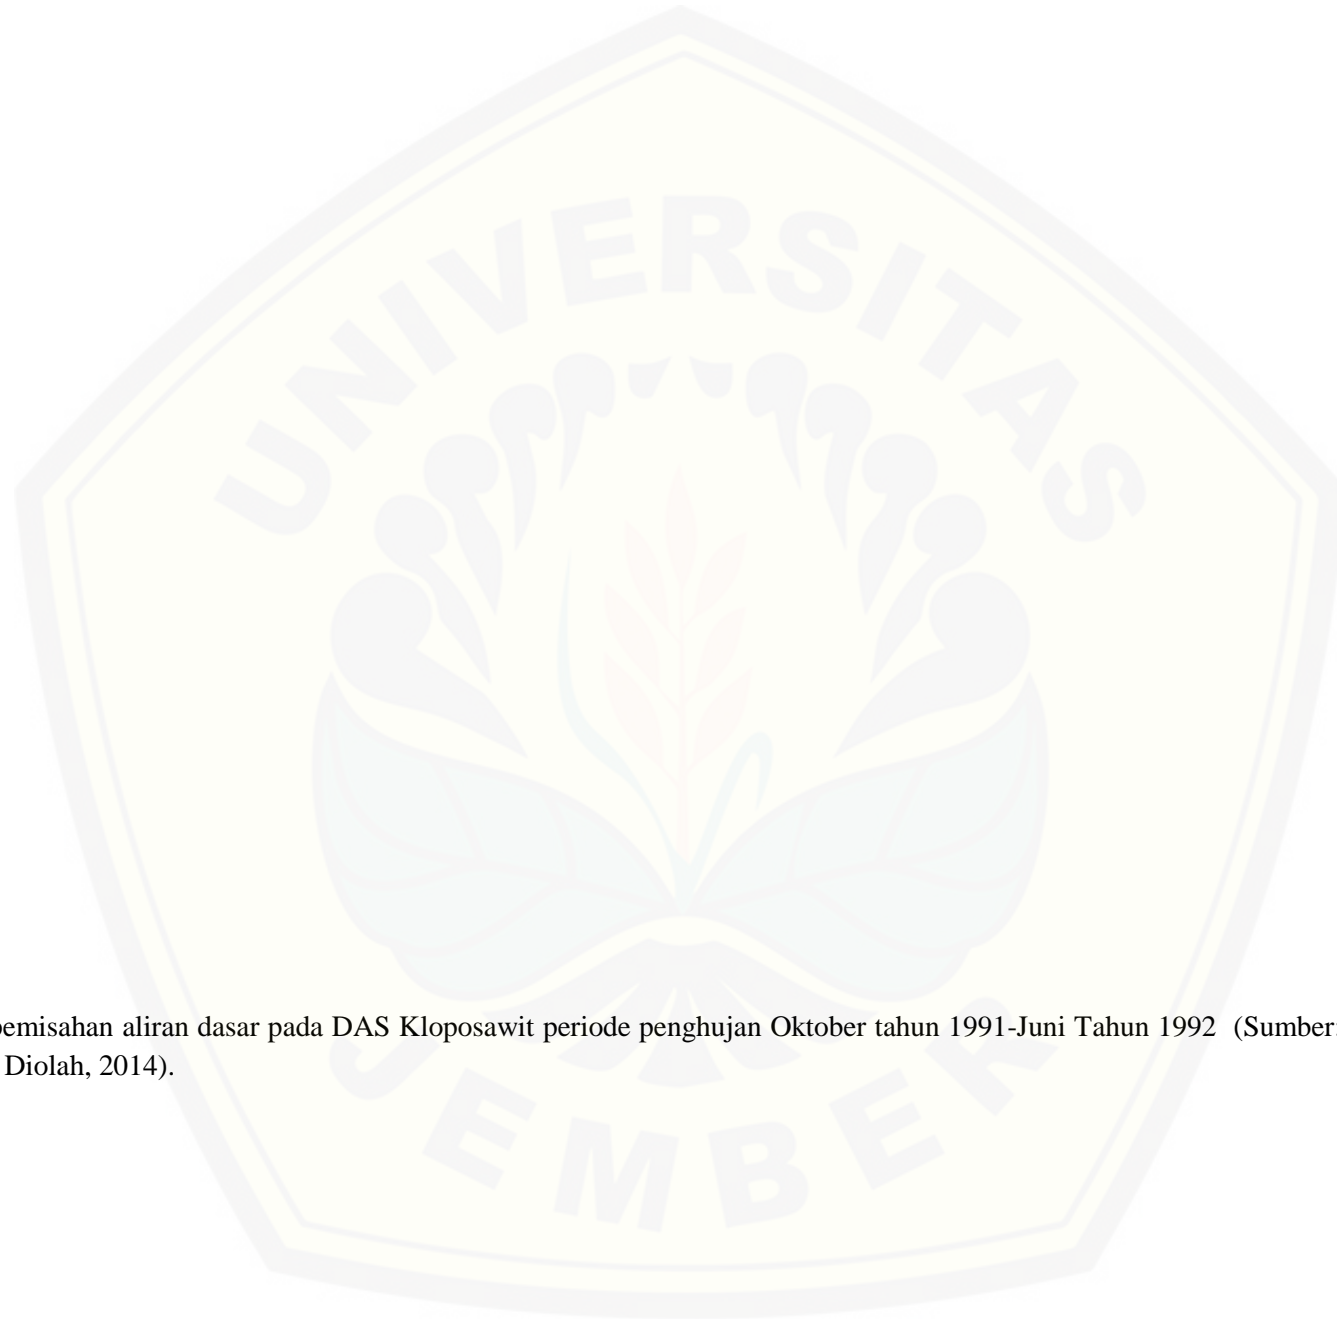 UNIVERSITAS
pemisahan aliran dasar pada DAS Kloposawit periode penghujan Oktober tahun 1991-Juni Tahun 1992 (Sumber:
Diolah, 2014).
JEMBER